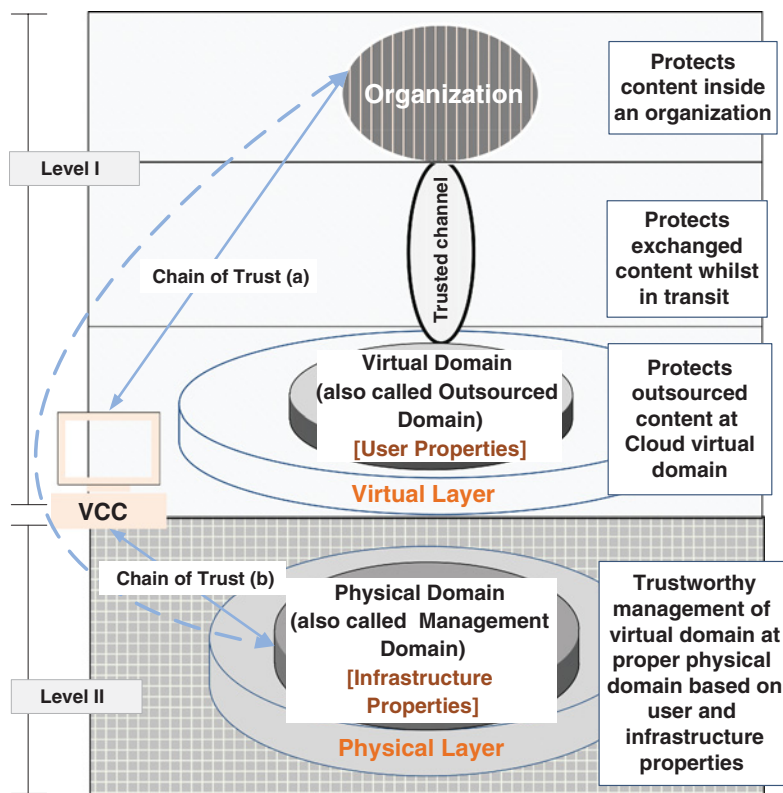 Organization
Protects
content inside
an organization
Level I
Trusted channel
Protects
exchanged
content whilst
in transit
Chain of Trust (a)
Virtual Domain
(also called Outsourced
Domain)
[User Properties]
Virtual Layer
Protects
outsourced
content at
Cloud virtual
domain
VCC
Chain of Trust (b)
Physical Domain
(also called Management
Domain)
[Infrastructure
Properties]
Physical Layer
Trustworthy
management of
virtual domain at
proper physical
domain based on
user and
infrastructure
properties
Level II